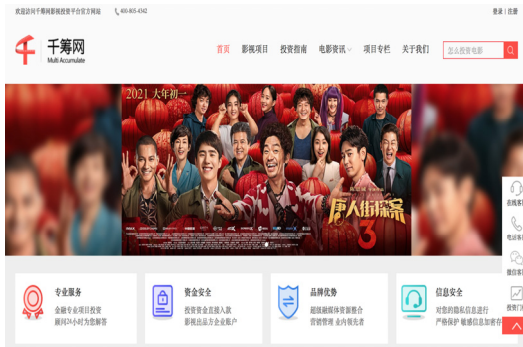 欢迎访问千筹网影视投资平台官方网站 400-805-4342
登录 | 注册
千筹网
Multi Accumulate
首页 影视项目 投资指南 电影资讯 项目专栏 关于我们
怎么投资电影
2021 大年初一
唐人街探案
3
在线客
电话客
微信客
投资门
专业服务
金融专业项目投资
顾问24小时为您解答
资金安全
投资资金直接入款
影视出品方企业账户
品牌优势
超级融媒体资源整合
营销管理 业内领先者
信息安全
对您的隐私信息进行
严格保护 敏感信息加密存